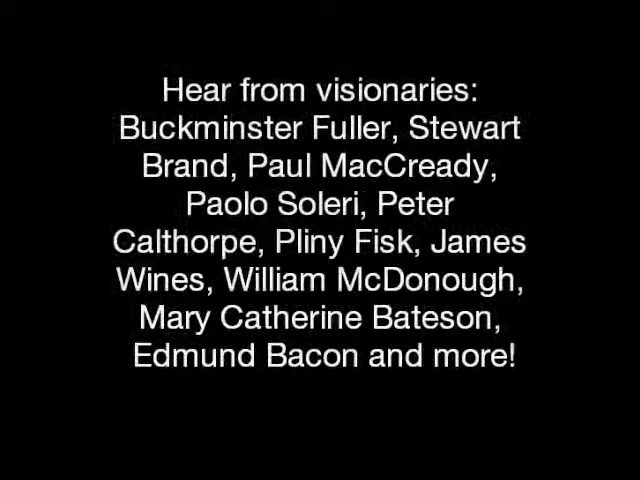 Hear from visionaries:
Buckminster Fuller, Stewart
Brand, Paul MacCready,
Paolo Soleri, Peter
Calthorpe, Pliny Fisk, James
Wines, William McDonough,
Mary Catherine Bateson,
Edmund Bacon and more!